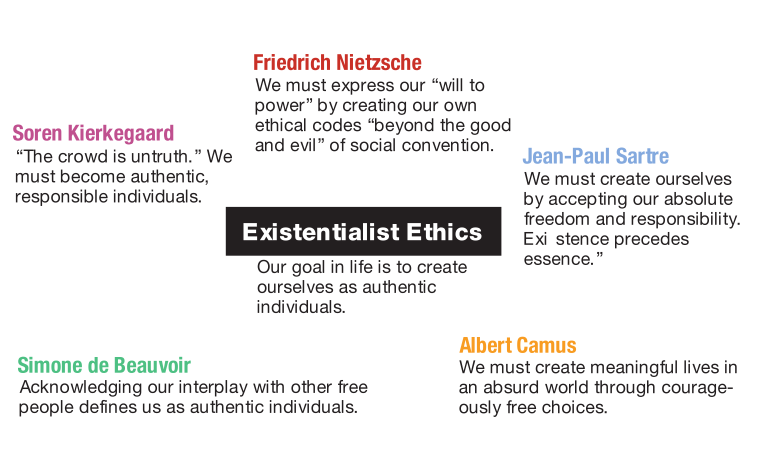 Friedrich Nietzsche
We must express our “will to
power” by creating our own
ethical codes “beyond the good
and evil” of social convention.
Soren Kierkegaard
“The crowd is untruth.” We
must become authentic,
responsible individuals.
Jean-Paul Sartre
We must create ourselves
by accepting our absolute
freedom and responsibility.
Exi stence precedes
essence.”
Existentialist Ethics
Our goal in life is to create
ourselves as authentic
individuals.
Simone de Beauvoir
Acknowledging our interplay with other free
people defines us as authentic individuals.
Albert Camus
We must create meaningful lives in
an absurd world through courage-
ously free choices.